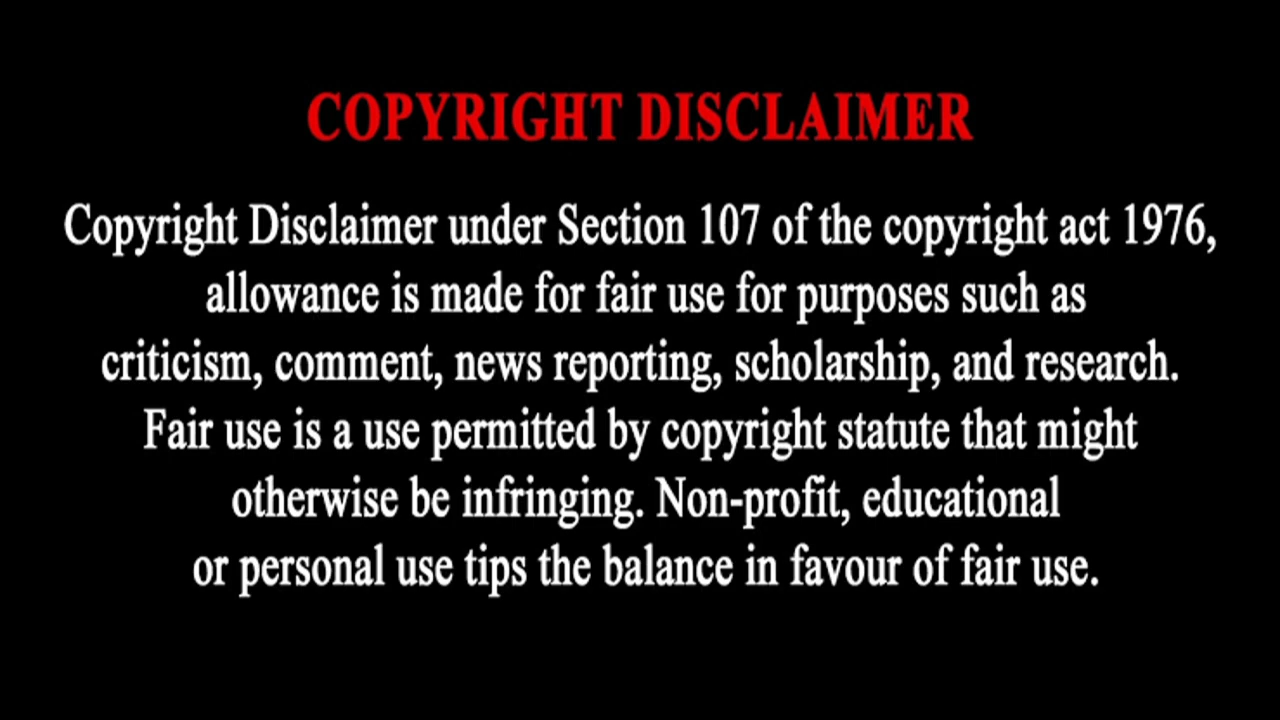 COPYRIGHT DISCLAIMER
Copyright Disclaimer under Section 107 of the copyright act 1976,
allowance is made for fair use for purposes such as
criticism, comment, news reporting, scholarship, and research.
Fair use is a use permitted by copyright statute that might
otherwise be infringing. Non-profit, educational
or personal use tips the balance in favour of fair use.